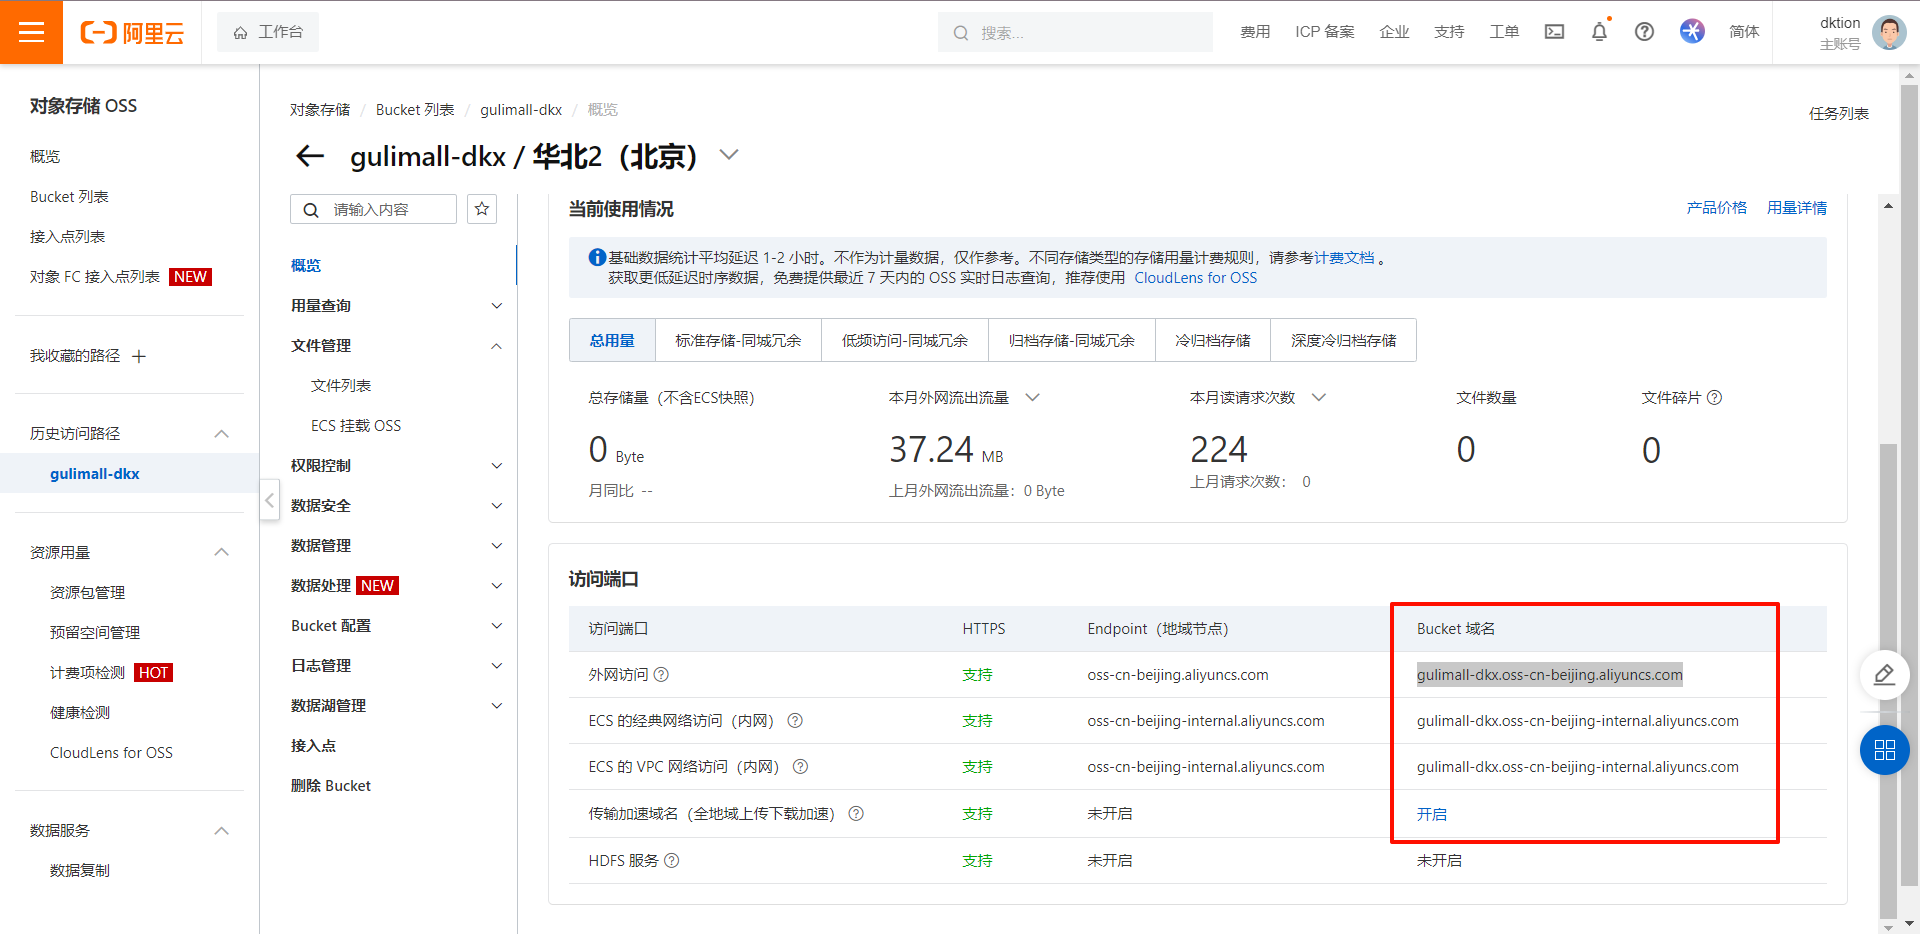 阿里云
工作台
搜索...
费用
ICP 备案
企业
支持
工单
简体
dktion
主账号
对象存储 OSS
概览
Bucket 列表
接入点列表
对象 FC 接入点列表 NEW
我收藏的路径
历史访问路径
gulimall-dkx
资源用量
资源包管理
预留空间管理
计费项检测 HOT
健康检测
CloudLens for OSS
数据服务
数据复制
对象存储 / Bucket 列表 / gulimall-dkx / 概览
任务列表
gulimall-dkx / 华北2（北京）
请输入内容
概览
用量查询
文件管理
文件列表
ECS 挂载 OSS
权限控制
数据安全
数据管理
数据处理 NEW
Bucket 配置
日志管理
数据湖管理
接入点
删除 Bucket
当前使用情况
产品价格
用量详情
基础数据统计平均延迟 1-2 小时。不作为计量数据，仅作参考。不同存储类型的存储用量计费规则，请参考计费文档 。
获取更低延迟时序数据，免费提供最近 7 天内的 OSS 实时日志查询，推荐使用 CloudLens for OSS
总用量
标准存储-同城冗余
低频访问-同城冗余
归档存储-同城冗余
冷归档存储
深度冷归档存储
总存储量（不含ECS快照）
本月外网流出流量
本月读请求次数
文件数量
文件碎片
0 Byte
37.24 MB
224
0
0
月同比 --
上月外网流出流量：0 Byte
上月请求次数： 0
访问端口
访问端口 HTTPS Endpoint（地域节点） Bucket 域名
外网访问 支持 oss-cn-beijing.aliyuncs.com gulimall-dkx.oss-cn-beijing.aliyuncs.com
ECS 的经典网络访问（内网） 支持 oss-cn-beijing-internal.aliyuncs.com gulimall-dkx.oss-cn-beijing-internal.aliyuncs.com
ECS 的 VPC 网络访问（内网） 支持 oss-cn-beijing-internal.aliyuncs.com gulimall-dkx.oss-cn-beijing-internal.aliyuncs.com
传输加速域名（全地域上传下载加速） 支持 未开启 开启
HDFS 服务 支持 未开启 未开启